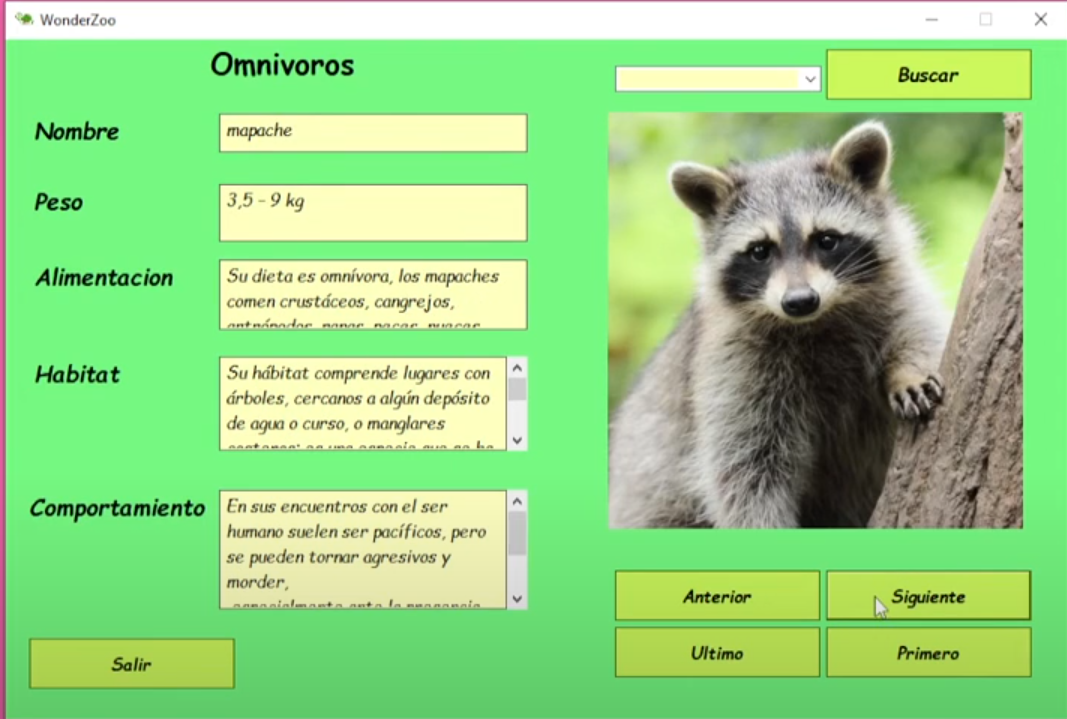 WonderZoo
Omnivoros
Buscar
Nombre
mapache
Peso
3,5 - 9 kg
Alimentacion
Su dieta es omnívora, los mapaches
comen crustáceos, cangrejos,
Habitat
Su hábitat comprende lugares con
árboles, cercanos a algún depósito
de agua o curso, o manglares
Comportamiento
En sus encuentros con el ser
humano suelen ser pacíficos, pero
se pueden tornar agresivos y
morder,
Anterior
Siguiente
Ultimo
Primero
Salir